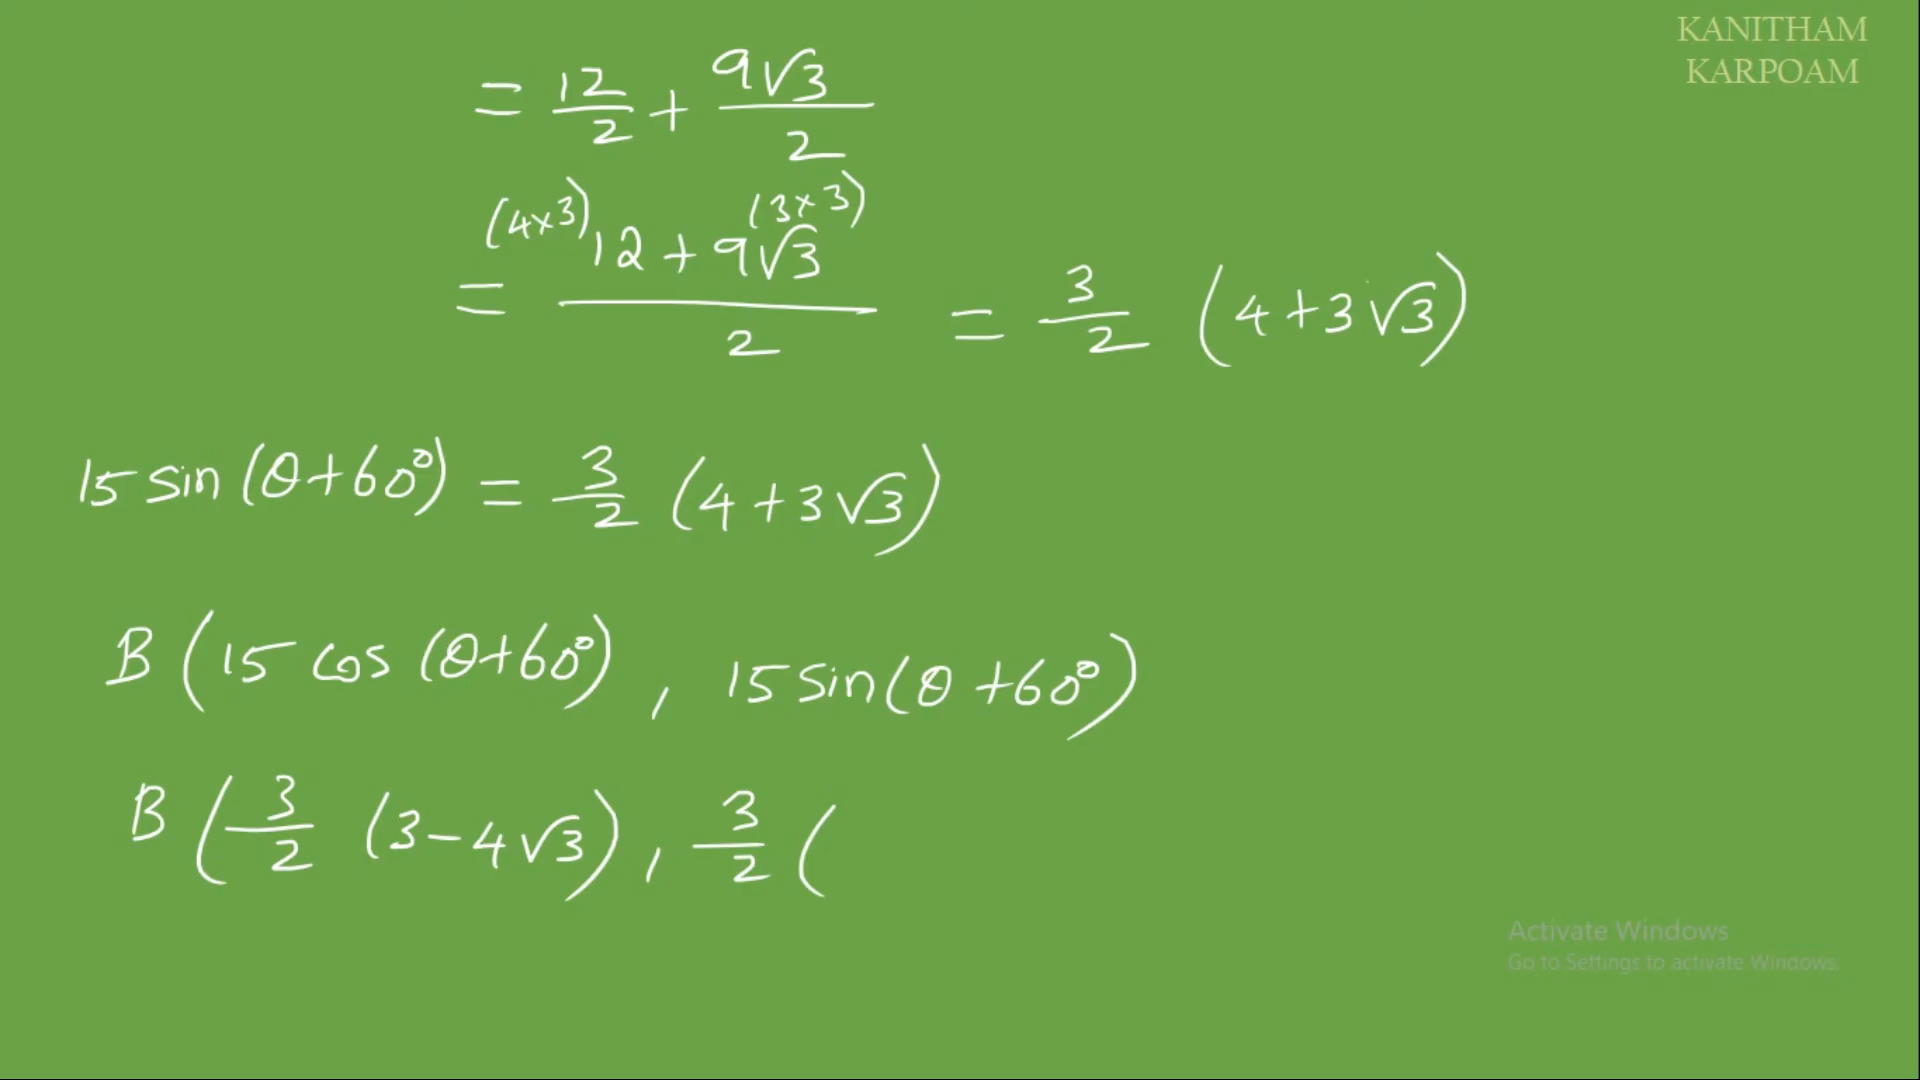 KANITHAM
KARPOAM
= 12/2 + 9√3/2
= (4×3) 12 + 9√3 (3×3) / 2 = 3/2 (4+3√3)
15 sin (θ+60°) = 3/2 (4+3√3)
B (15 cos (θ+60°) , 15 sin(θ+60°)
B (3/2 (3-4√3) , 3/2 (
Activate Windows
Go to Settings to activate Windows.